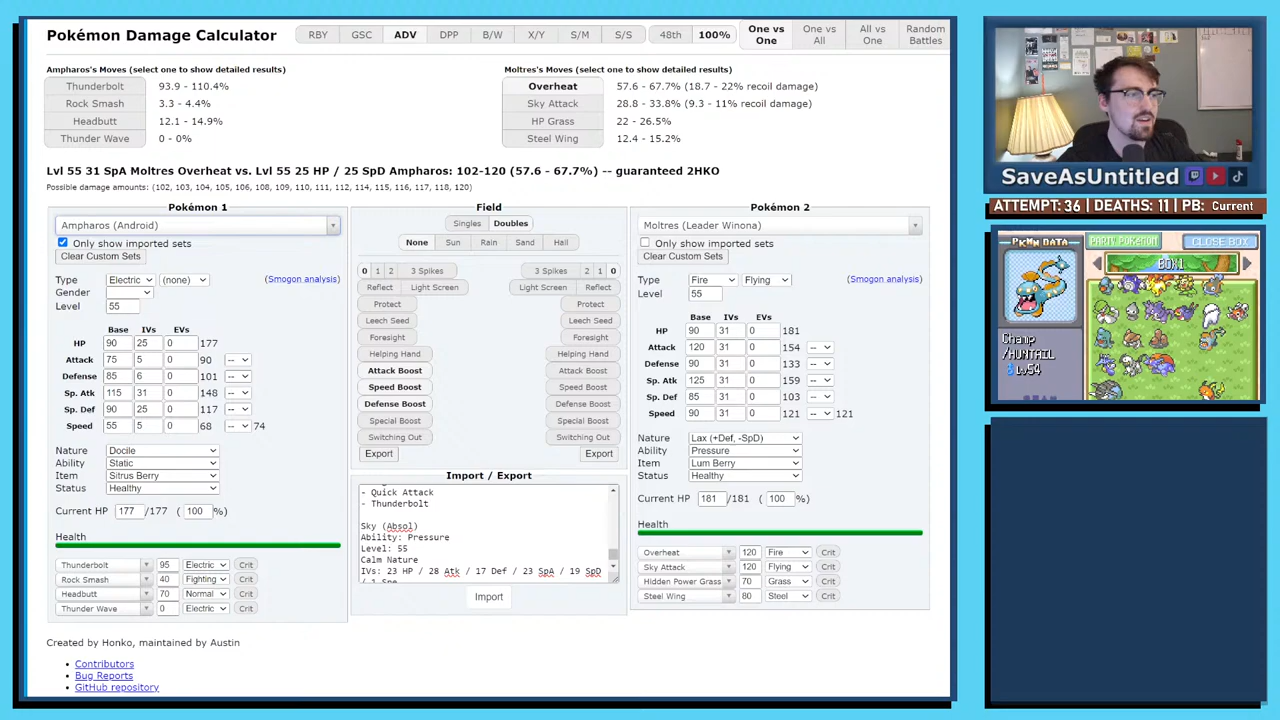 Pokémon Damage Calculator
RBY GSC ADV DPP B/W X/Y S/M S/S 48th 100% One vs One One vs All All vs One Random Battles
Ampharos's Moves (select one to show detailed results)
Thunderbolt 93.9 - 110.4%
Rock Smash 3.3 - 4.4%
Headbutt 12.1 - 14.9%
Thunder Wave 0 - 0%
Moltres's Moves (select one to show detailed results)
Overheat 57.6 - 67.7% (18.7 - 22% recoil damage)
Sky Attack 28.8 - 33.8% (9.3 - 11% recoil damage)
HP Grass 22 - 26.5%
Steel Wing 12.4 - 15.2%
Lvl 55 31 SpA Moltres Overheat vs. Lvl 55 25 HP / 25 SpD Ampharos: 102-120 (57.6 - 67.7%) -- guaranteed 2HKO
Possible damage amounts: (102, 103, 104, 105, 106, 108, 109, 110, 111, 112, 114, 115, 116, 117, 118, 120)
Pokémon 1
Ampharos (Android)
Only show imported sets
Clear Custom Sets
Type Electric (none) (Smogon analysis)
Gender
Level 55
Base IVs EVs
HP 90 25 0 177
Attack 75 5 0 90 --
Defense 85 6 0 101 --
Sp. Atk 115 31 0 148 --
Sp. Def 90 25 0 117 --
Speed 55 5 0 68 -- 74
Nature Docile
Ability Static
Item Sitrus Berry
Status Healthy
Current HP 177 /177 ( 100 %)
Health
Thunderbolt 95 Electric Crit
Rock Smash 40 Fighting Crit
Headbutt 70 Normal Crit
Thunder Wave 0 Electric Crit
Field
Singles Doubles
None Sun Rain Sand Hail
0 1 2 3 Spikes 3 Spikes 2 1 0
Reflect Light Screen Light Screen Reflect
Protect Protect
Leech Seed Leech Seed
Foresight Foresight
Helping Hand Helping Hand
Attack Boost Attack Boost
Speed Boost Speed Boost
Defense Boost Defense Boost
Special Boost Special Boost
Switching Out Switching Out
Export Export
Import / Export
- Quick Attack
- Thunderbolt
Sky (Absol)
Ability: Pressure
Level: 55
Calm Nature
IVs: 23 HP / 28 Atk / 17 Def / 23 SpA / 19 SpD
/ 1 Spe
Import
Pokémon 2
Moltres (Leader Winona)
Only show imported sets
Clear Custom Sets
Type Fire Flying (Smogon analysis)
Level 55
Base IVs EVs
HP 90 31 0 181
Attack 120 31 0 154 --
Defense 90 31 0 133 --
Sp. Atk 125 31 0 159 --
Sp. Def 85 31 0 103 --
Speed 90 31 0 121 -- 121
Nature Lax (+Def, -SpD)
Ability Pressure
Item Lum Berry
Status Healthy
Current HP 181 /181 ( 100 %)
Health
Overheat 120 Fire Crit
Sky Attack 120 Flying Crit
Hidden Power Grass 70 Grass Crit
Steel Wing 80 Steel Crit
Created by Honko, maintained by Austin
Contributors
Bug Reports
GitHub repository
SaveAsUntitled
ATTEMPT: 36 | DEATHS: 11 | PB: Current
PKMN DATA PARTY POKéMON CLOSE BOX
BOX1
Champ
/HUNTAIL
♂ Lv54